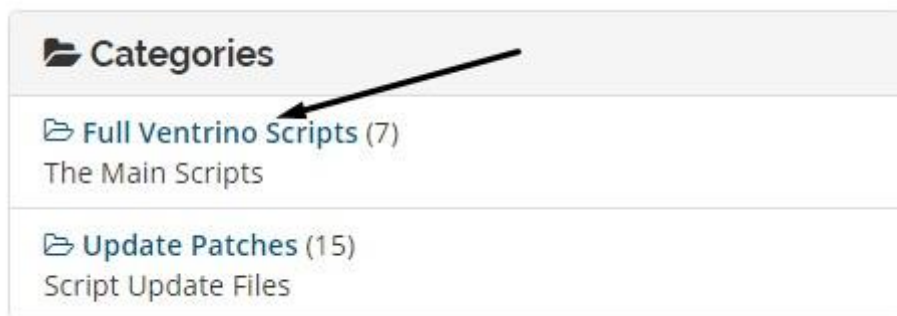 Categories
Full Ventrino Scripts (7)
The Main Scripts
Update Patches (15)
Script Update Files